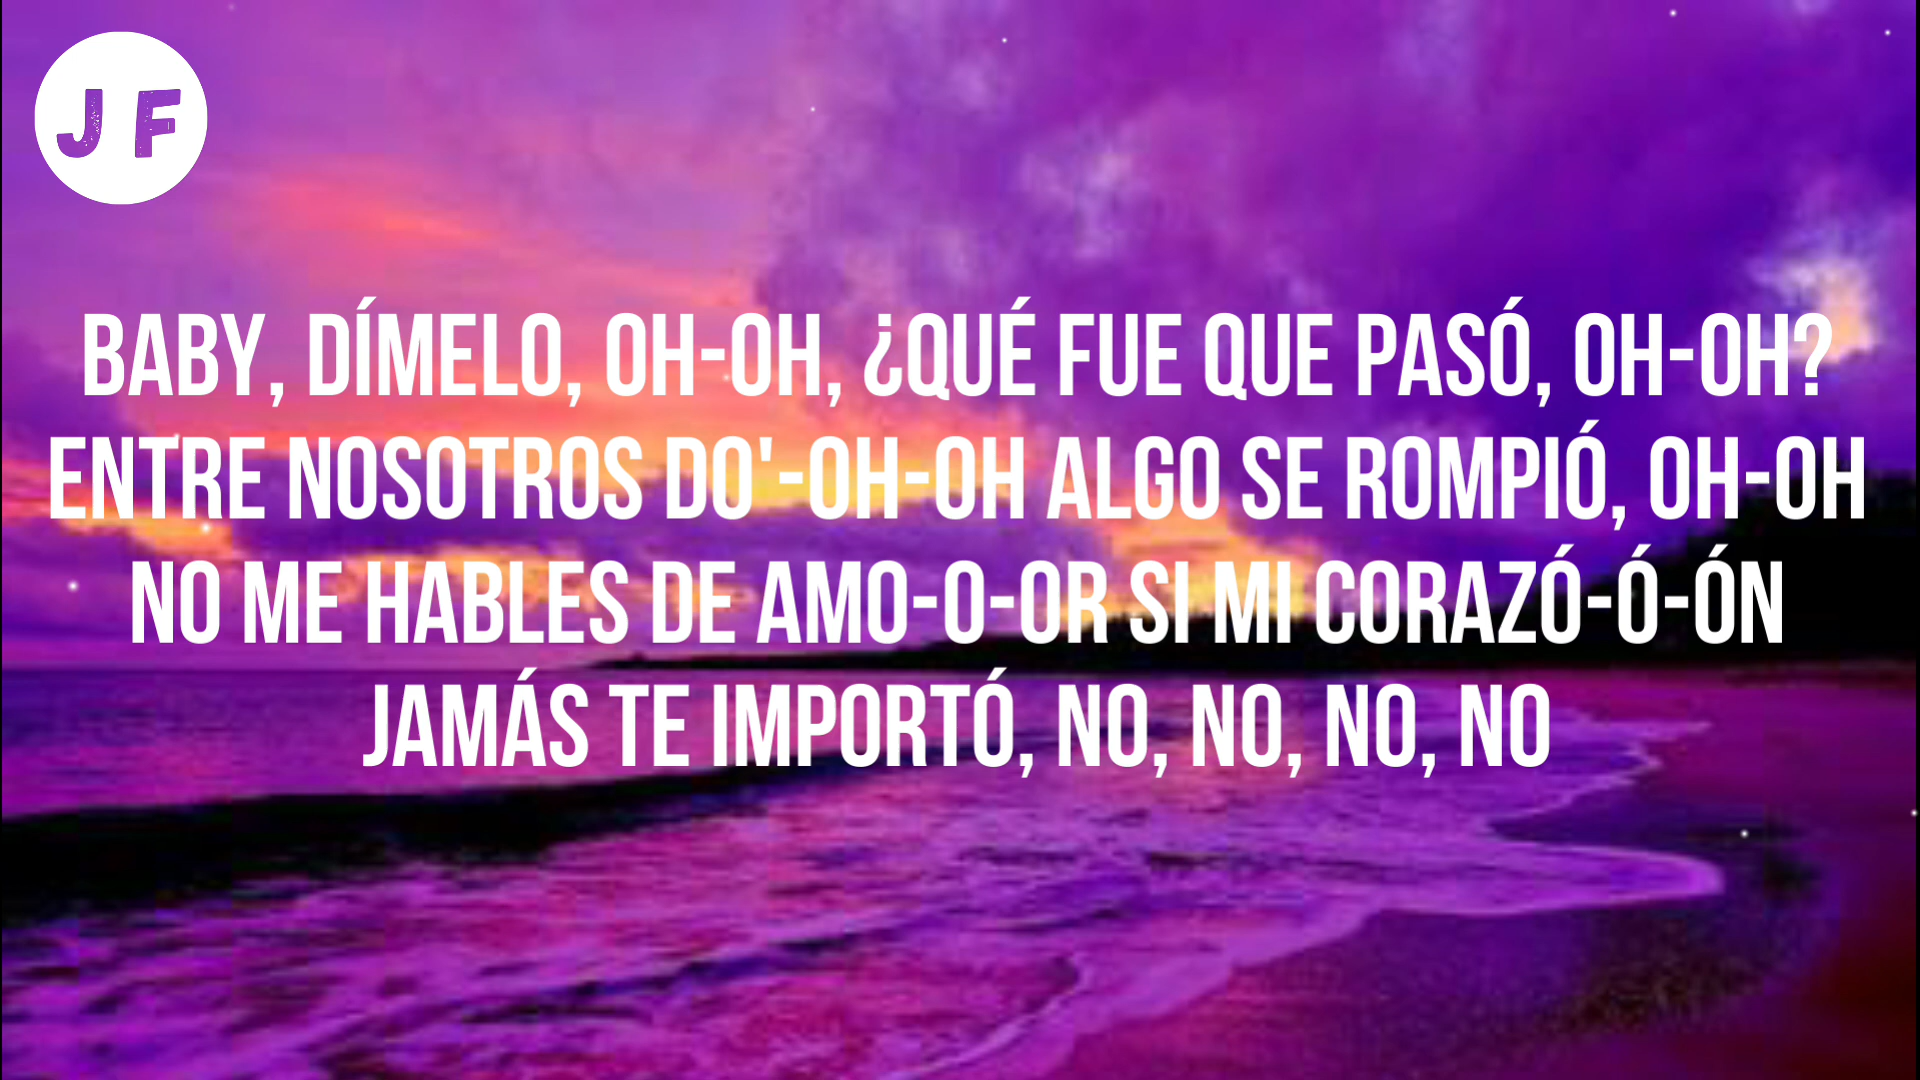 J F
BABY, DÍMELO, OH-OH, ¿QUÉ FUE QUE PASÓ, OH-OH?
ENTRE NOSOTROS DO'-OH-OH ALGO SE ROMPIÓ, OH-OH
NO ME HABLES DE AMO-O-OR SI MI CORAZÓ-Ó-ÓN
JAMÁS TE IMPORTÓ, NO, NO, NO, NO